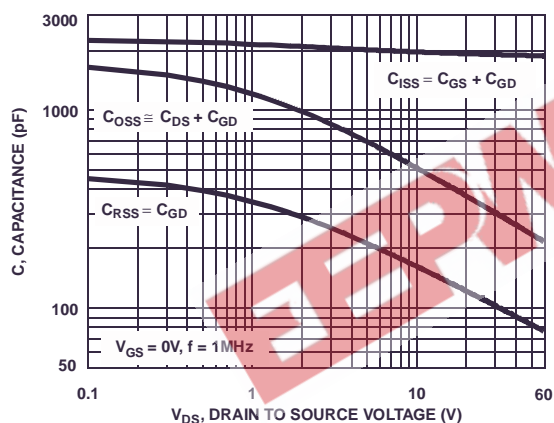 3000
1000
100
50
C, CAPACITANCE (pF)
C_ISS = C_GS + C_GD
C_OSS ≅ C_DS + C_GD
C_RSS = C_GD
V_GS = 0V, f = 1MHz
0.1
1
10
60
V_DS, DRAIN TO SOURCE VOLTAGE (V)
EEPW